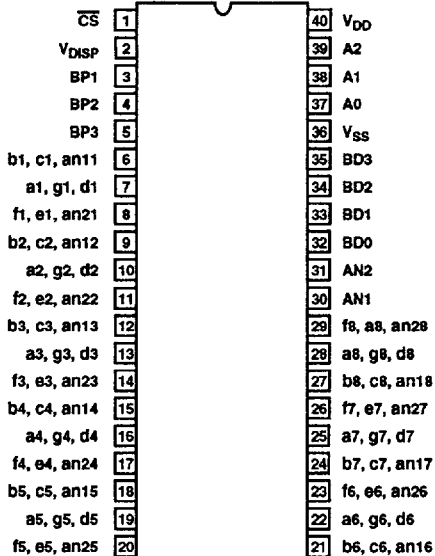 C̅S̅ 1 40 VDD
VDISP 2 39 A2
BP1 3 38 A1
BP2 4 37 A0
BP3 5 36 VSS
b1, c1, an11 6 35 BD3
a1, g1, d1 7 34 BD2
f1, e1, an21 8 33 BD1
b2, c2, an12 9 32 BD0
a2, g2, d2 10 31 AN2
f2, e2, an22 11 30 AN1
b3, c3, an13 12 29 f8, a8, an28
a3, g3, d3 13 28 a8, g8, d8
f3, e3, an23 14 27 b8, c8, an18
b4, c4, an14 15 26 f7, e7, an27
a4, g4, d4 16 25 a7, g7, d7
f4, e4, an24 17 24 b7, c7, an17
b5, c5, an15 18 23 f6, e6, an26
a5, g5, d5 19 22 a6, g6, d6
f5, e5, an25 20 21 b6, c6, an16